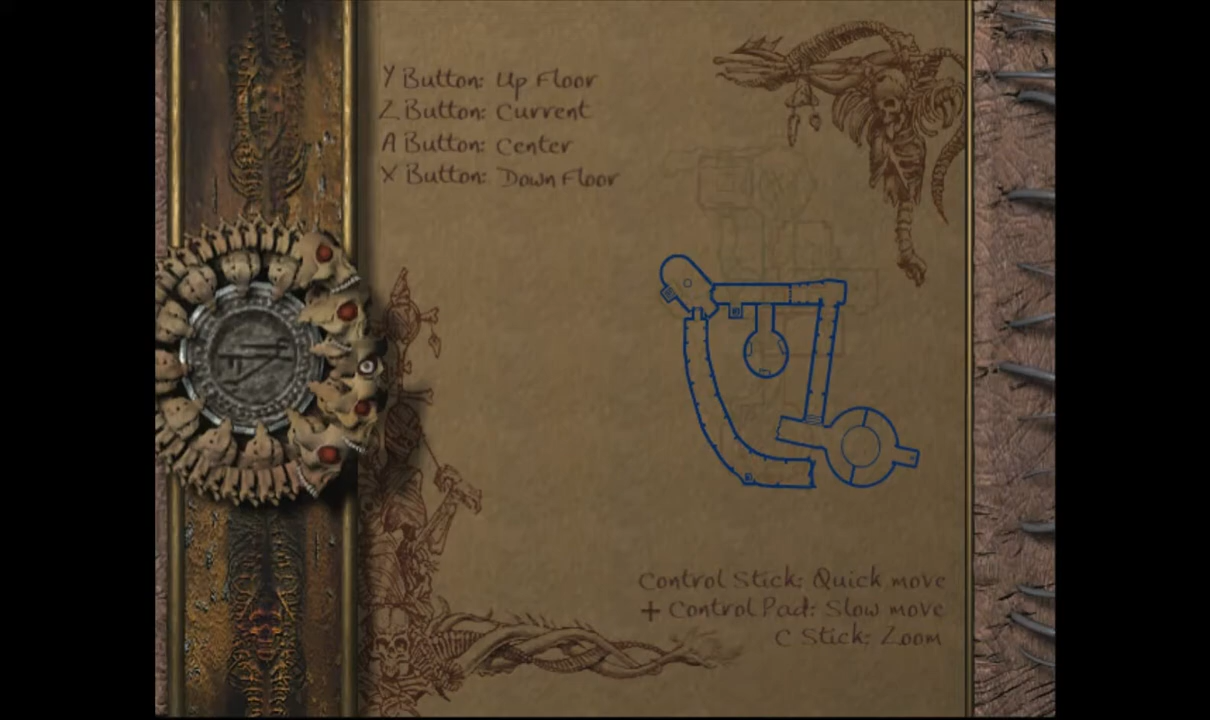 Y Button: Up Floor
Z Button: Current
A Button: Center
X Button: Down Floor
Control Stick: Quick move
+ Control Pad: Slow move
C Stick: Zoom